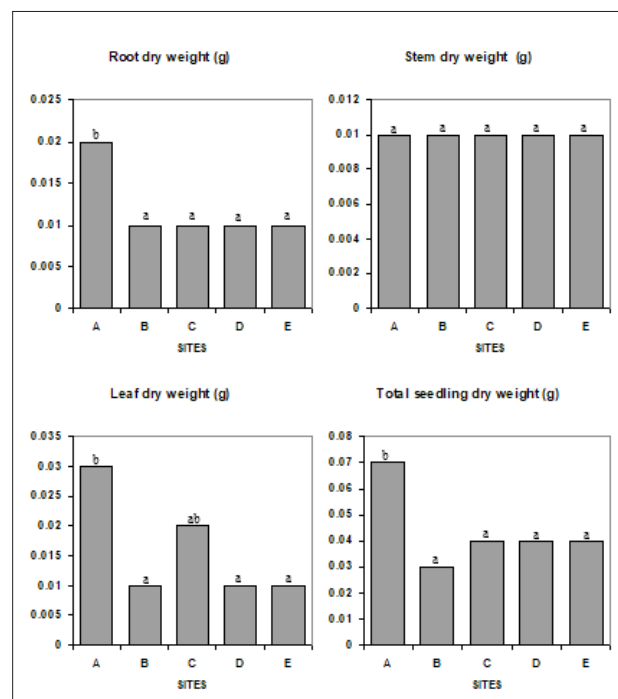 Root dry weight (g)
0.025
0.02
0.015
0.01
0.005
0
b
a
a
a
a
A B C D E
SITES
Stem dry weight (g)
0.012
0.01
0.008
0.006
0.004
0.002
0
a
a
a
a
a
A B C D E
SITES
Leaf dry weight (g)
0.035
0.03
0.025
0.02
0.015
0.01
0.005
0
b
a
ab
a
a
A B C D E
SITES
Total seedling dry weight (g)
0.08
0.07
0.06
0.05
0.04
0.03
0.02
0.01
0
b
a
a
a
a
A B C D E
SITES